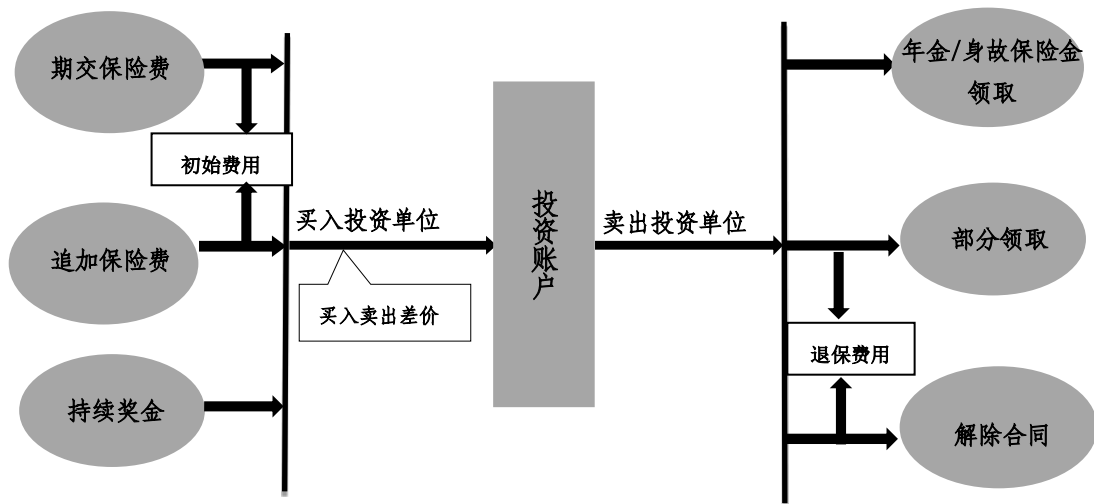 期交保险费
初始费用
追加保险费
持续奖金
买入投资单位
买入卖出差价
投资账户
卖出投资单位
年金/身故保险金
领取
部分领取
退保费用
解除合同